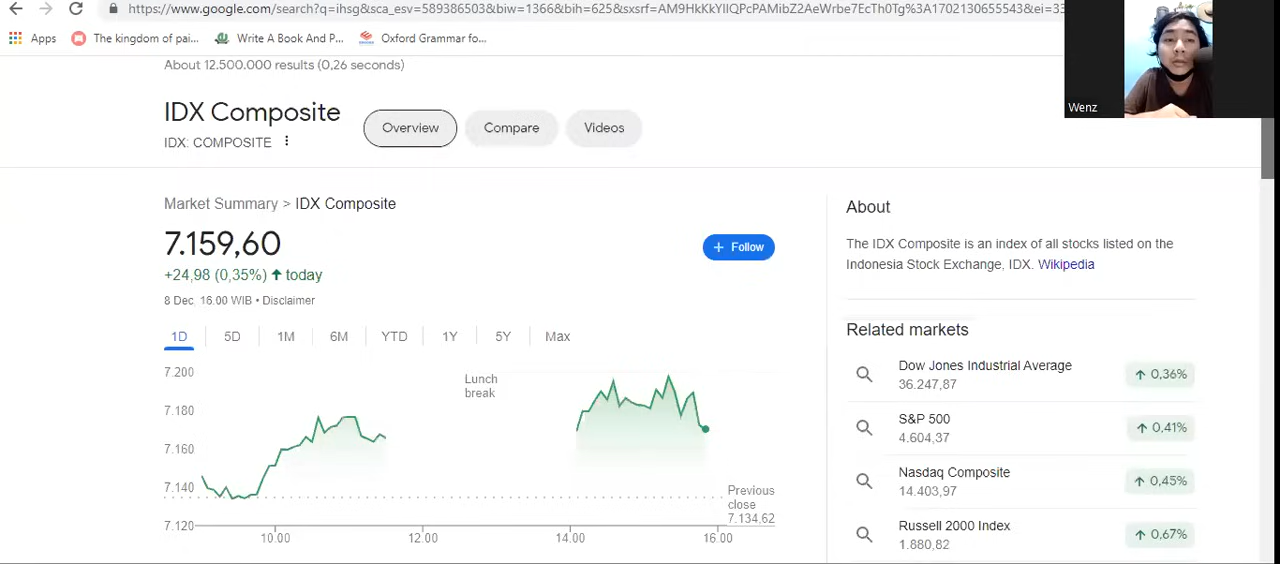 https://www.google.com/search?q=ihsg&sca_esv=589386503&biw=1366&bih=625&sxsrf=
Apps
The kingdom of pai...
Write A Book And P...
Oxford Grammar fo...
Wenz
About 12.500.000 results (0,26 seconds)
IDX Composite
IDX: COMPOSITE
Overview
Compare
Videos
Market Summary > IDX Composite
7.159,60
+24,98 (0,35%) ↑ today
8 Dec 16.00 WIB • Disclaimer
+ Follow
1D 5D 1M 6M YTD 1Y 5Y Max
7.200
7.180
7.160
7.140
7.120
Lunch
break
Previous
close
7.134.62
10.00 12.00 14.00 16.00
About
The IDX Composite is an index of all stocks listed on the
Indonesia Stock Exchange, IDX. Wikipedia
Related markets
Dow Jones Industrial Average
36.247,87
↑ 0,36%
S&P 500
4.604,37
↑ 0,41%
Nasdaq Composite
14.403,97
↑ 0,45%
Russell 2000 Index
1.880,82
↑ 0,67%